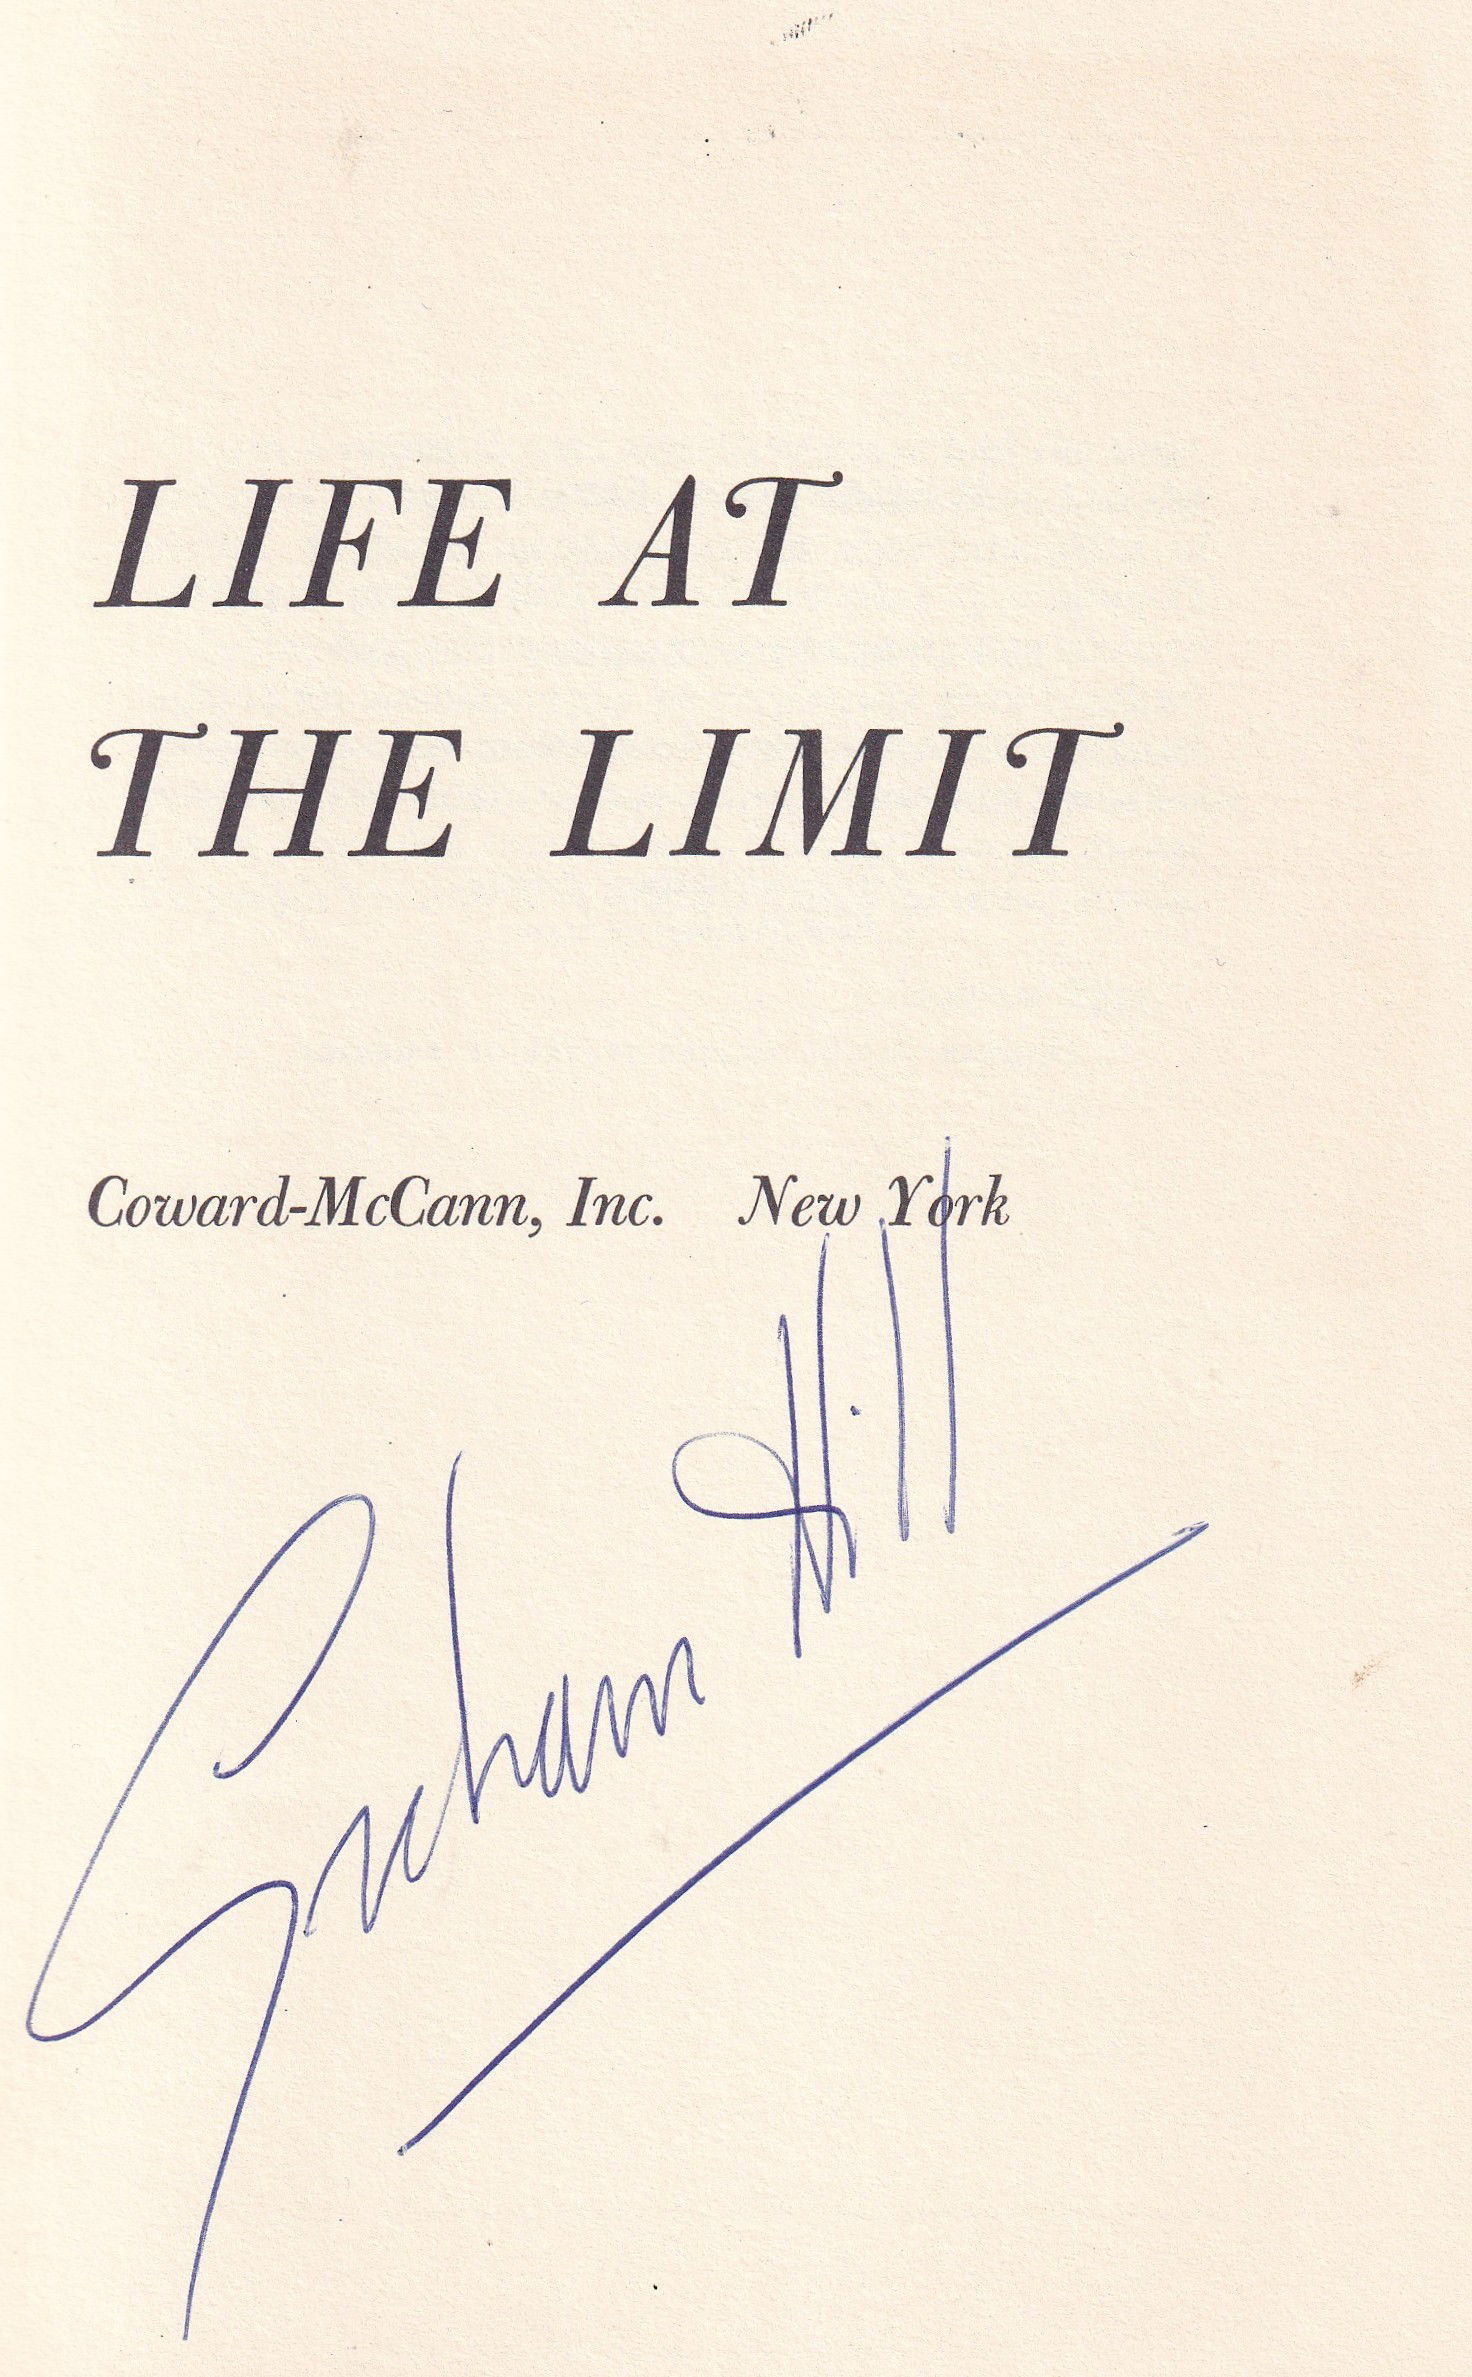 LIFE AT
THE LIMIT
Coward-McCann, Inc. New York
Graham Hill